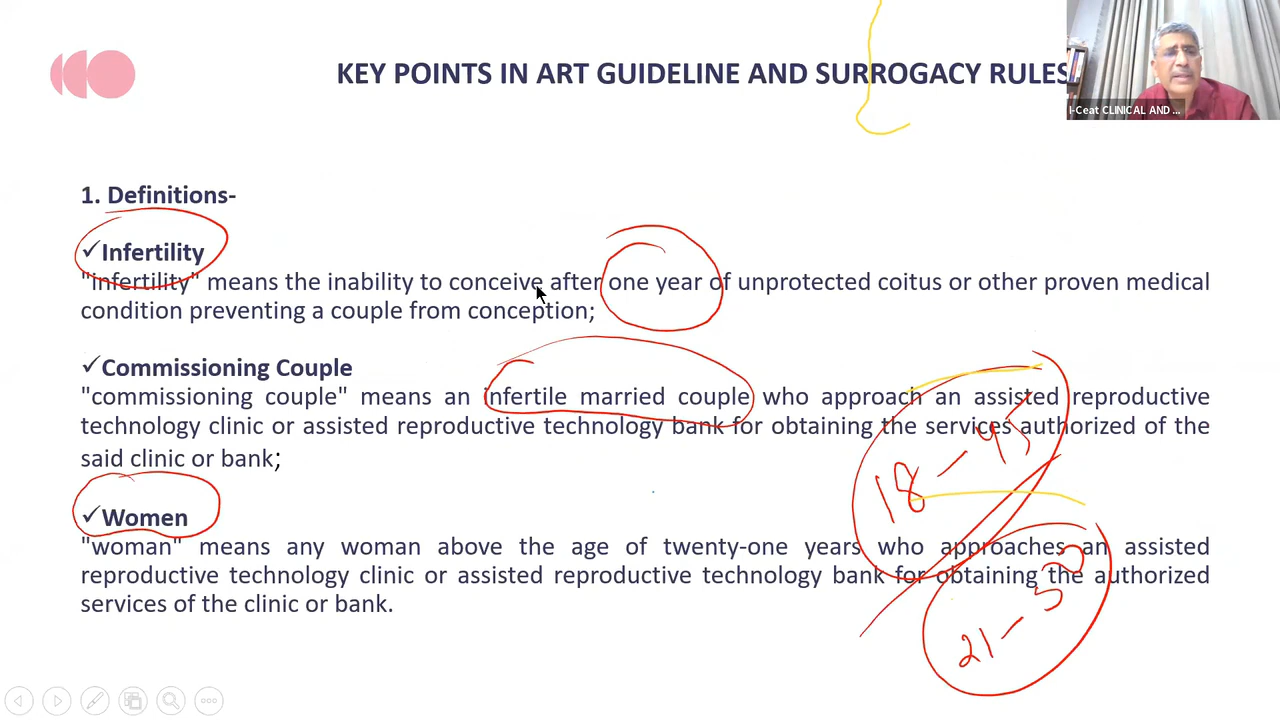 KEY POINTS IN ART GUIDELINE AND SURROGACY RULES
I-Ceat CLINICAL AND ...
1. Definitions-
✓Infertility
"infertility" means the inability to conceive after one year of unprotected coitus or other proven medical
condition preventing a couple from conception;
✓Commissioning Couple
"commissioning couple" means an infertile married couple who approach an assisted reproductive
technology clinic or assisted reproductive technology bank for obtaining the services authorized of the
said clinic or bank;
18-45
✓Women
"woman" means any woman above the age of twenty-one years who approaches an assisted
reproductive technology clinic or assisted reproductive technology bank for obtaining the authorized
services of the clinic or bank.
21-50